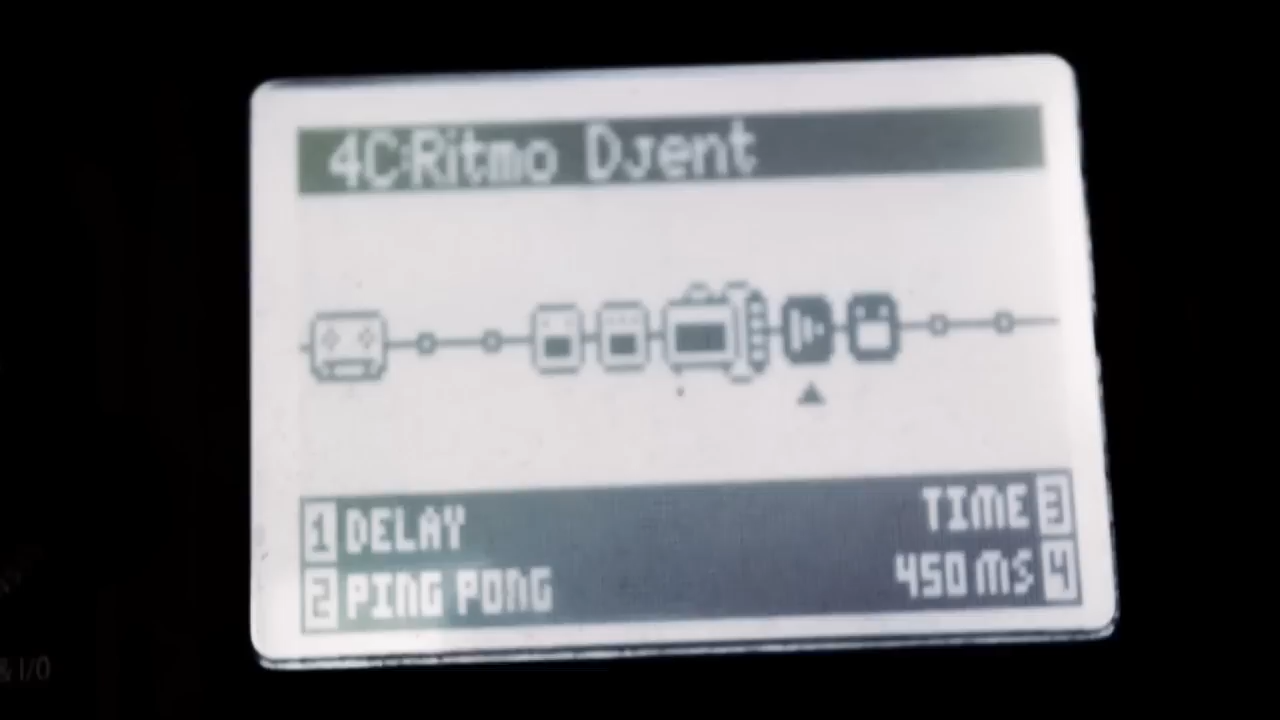 4C:Ritmo Djent
1 DELAY
TIME 3
2 PING PONG
450 MS 4
& I/O